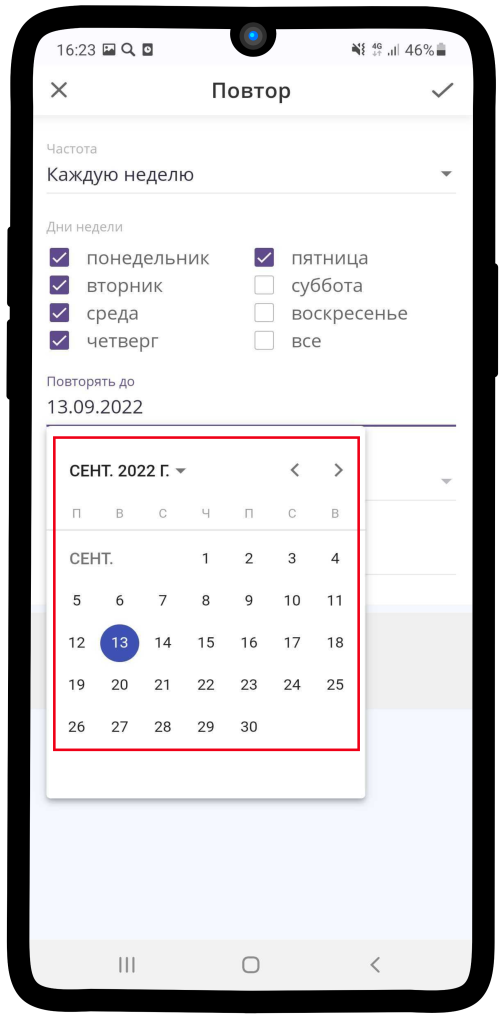 16:23 4G 46%
Повтор
Частота
Каждую неделю
Дни недели
понедельник пятница
вторник суббота
среда воскресенье
четверг все
Повторять до
13.09.2022
СЕНТ. 2022 Г.
П В С Ч П С В
СЕНТ. 1 2 3 4
5 6 7 8 9 10 11
12 13 14 15 16 17 18
19 20 21 22 23 24 25
26 27 28 29 30